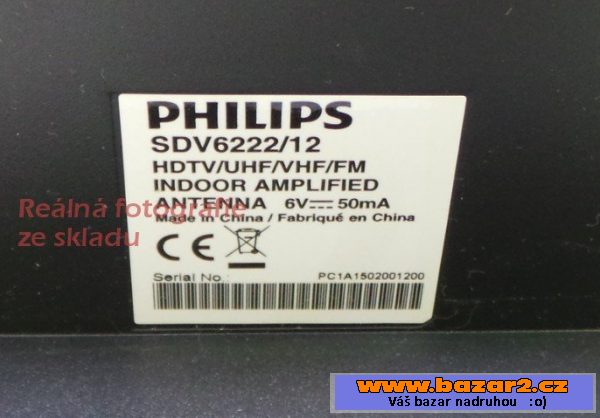 PHILIPS
SDV6222/12
HDTV/UHF/VHF/FM
INDOOR AMPLIFIED
ANTENNA 6V⎓50mA
Made in China / Fabriqué en China
CE
Serial No.: PC1A1502001200
Reálná fotografie
ze skladu
www.bazar2.cz
Váš bazar nadruhou :o)